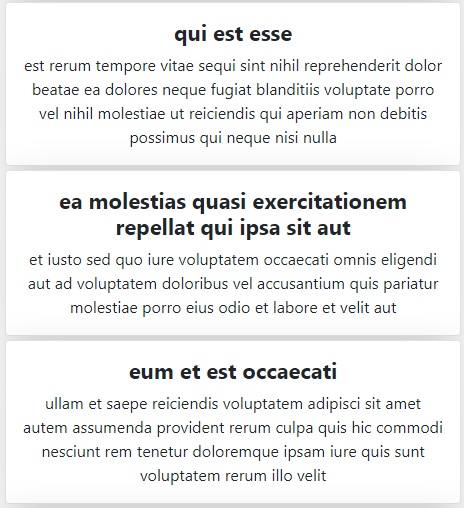 qui est esse
est rerum tempore vitae sequi sint nihil reprehenderit dolor
beatae ea dolores neque fugiat blanditiis voluptate porro
vel nihil molestiae ut reiciendis qui aperiam non debitis
possimus qui neque nisi nulla
ea molestias quasi exercitationem
repellat qui ipsa sit aut
et iusto sed quo iure voluptatem occaecati omnis eligendi
aut ad voluptatem doloribus vel accusantium quis pariatur
molestiae porro eius odio et labore et velit aut
eum et est occaecati
ullam et saepe reiciendis voluptatem adipisci sit amet
autem assumenda provident rerum culpa quis hic commodi
nesciunt rem tenetur doloremque ipsam iure quis sunt
voluptatem rerum illo velit